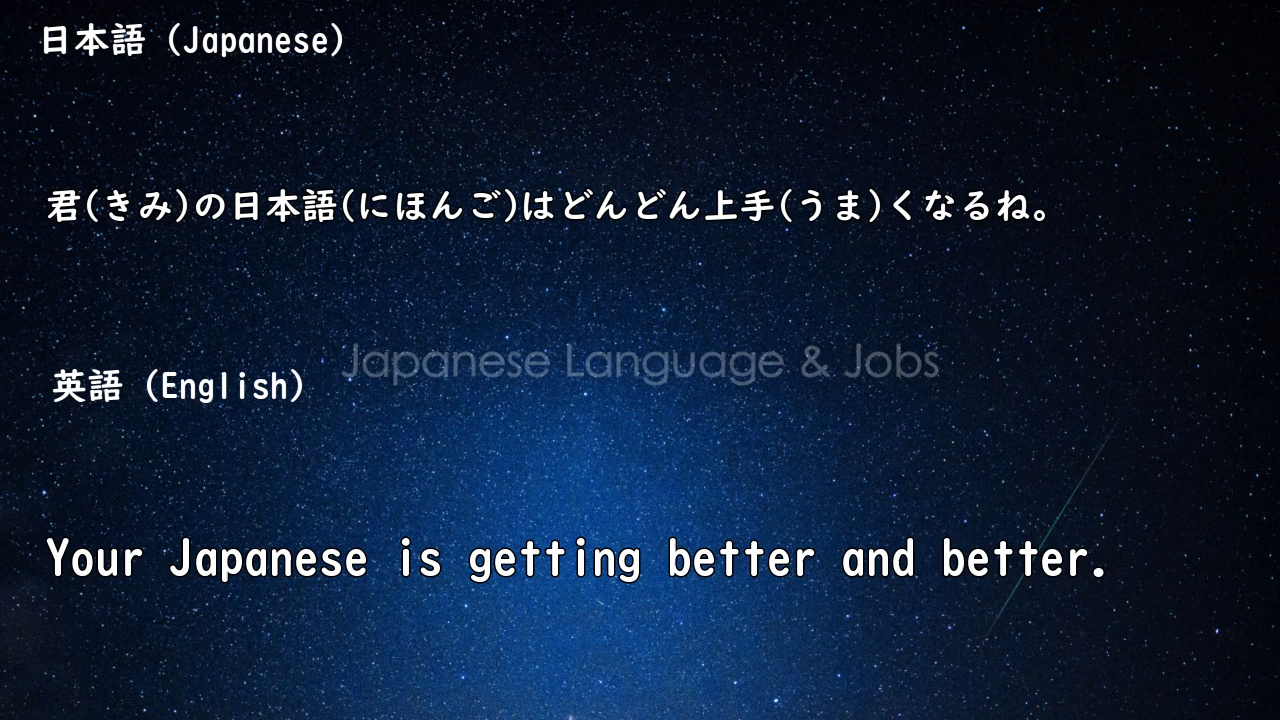 日本語 (Japanese)
君(きみ)の日本語(にほんご)はどんどん上手(うま)くなるね。
Japanese Language & Jobs
英語 (English)
Your Japanese is getting better and better.